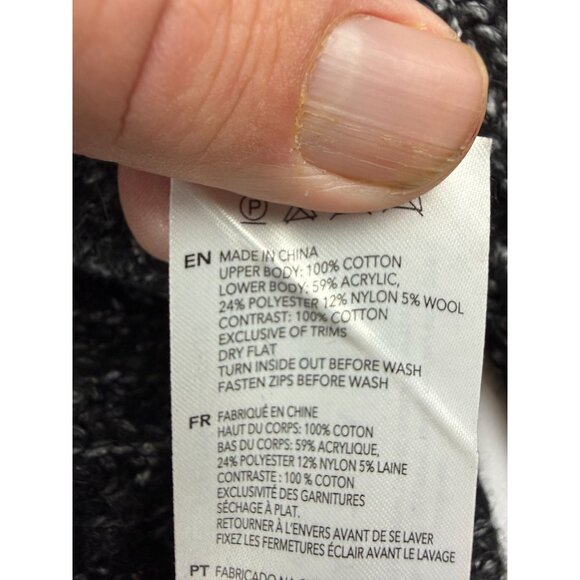 P
EN MADE IN CHINA
UPPER BODY: 100% COTTON
LOWER BODY: 59% ACRYLIC,
24% POLYESTER 12% NYLON 5% WOOL
CONTRAST: 100% COTTON
EXCLUSIVE OF TRIMS
DRY FLAT
TURN INSIDE OUT BEFORE WASH
FASTEN ZIPS BEFORE WASH
FR FABRIQUÉ EN CHINE
HAUT DU CORPS: 100% COTON
BAS DU CORPS: 59% ACRYLIQUE,
24% POLYESTER 12% NYLON 5% LAINE
CONTRASTE : 100 % COTON
EXCLUSIVITÉ DES GARNITURES
SÉCHAGE À PLAT.
RETOURNER À L'ENVERS AVANT DE SE LAVER
FIXEZ LES FERMETURES ÉCLAIR AVANT LE LAVAGE
PT FABRICADO